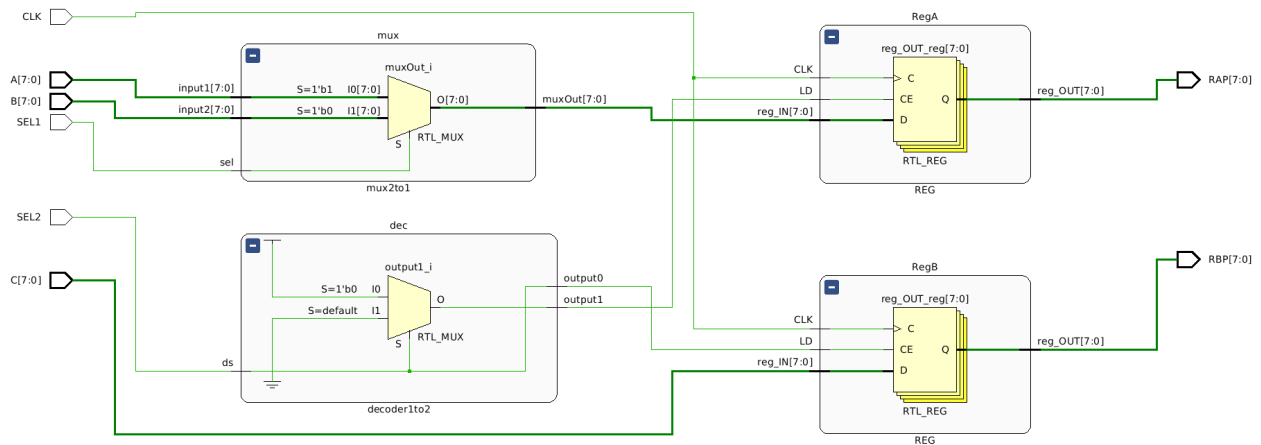 CLK
A[7:0]
B[7:0]
SEL1
SEL2
C[7:0]
mux
muxOut_i
input1[7:0]
S=1'b1 I0[7:0]
O[7:0]
muxOut[7:0]
input2[7:0]
S=1'b0 I1[7:0]
S
RTL_MUX
sel
mux2to1
dec
output1_i
S=1'b0 I0
O
S=default I1
S
RTL_MUX
output0
output1
ds
decoder1to2
RegA
reg_OUT_reg[7:0]
CLK
C
LD
CE
Q
reg_OUT[7:0]
reg_IN[7:0]
D
RTL_REG
REG
RAP[7:0]
RegB
reg_OUT_reg[7:0]
CLK
C
LD
CE
Q
reg_OUT[7:0]
reg_IN[7:0]
D
RTL_REG
REG
RBP[7:0]